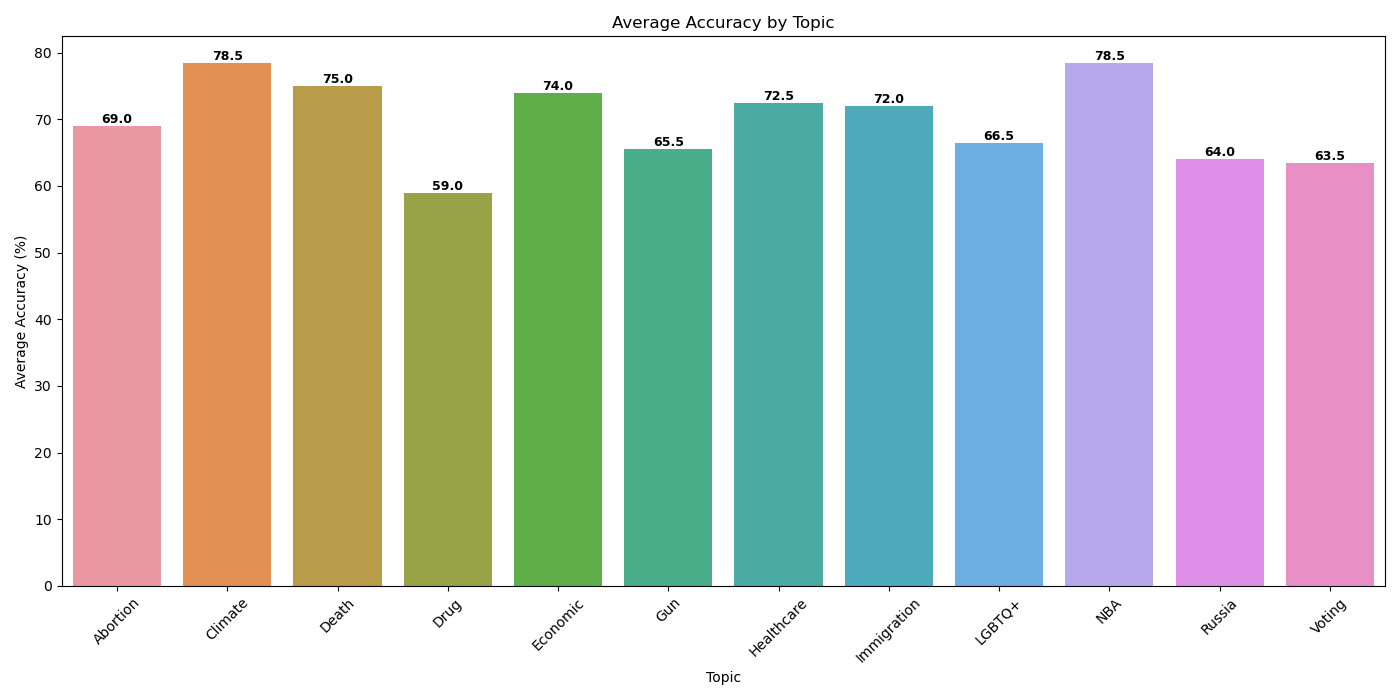 Average Accuracy by Topic
Average Accuracy (%)
80
70
60
50
40
30
20
10
0
69.0
78.5
75.0
59.0
74.0
65.5
72.5
72.0
66.5
78.5
64.0
63.5
Abortion
Climate
Death
Drug
Economic
Gun
Healthcare
Immigration
LGBTQ+
NBA
Russia
Voting
Topic